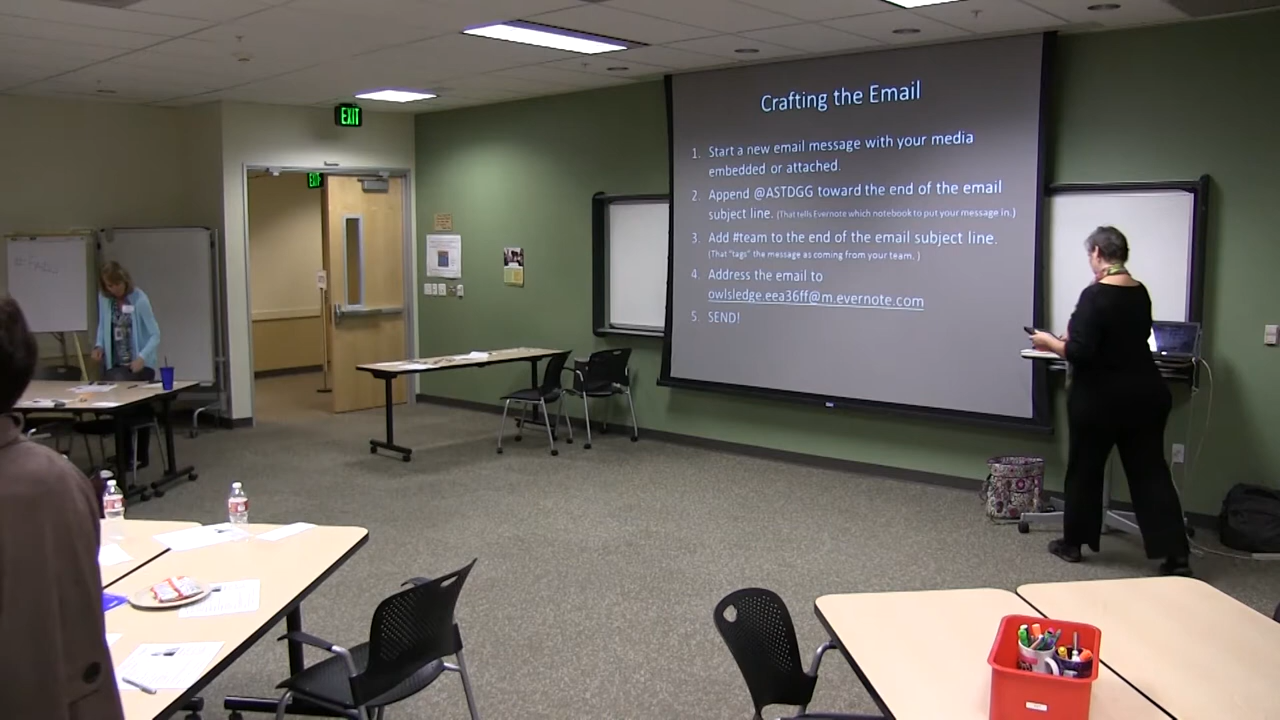 EXIT
Crafting the Email
1. Start a new email message with your media
embedded or attached.
2. Append @ASTDGG toward the end of the email
subject line. (That tells Evernote which notebook to put your message in.)
3. Add #team to the end of the email subject line.
(That "tags" the message as coming from your team. )
4. Address the email to
owlsledge.eea36ff@m.evernote.com
5. SEND!